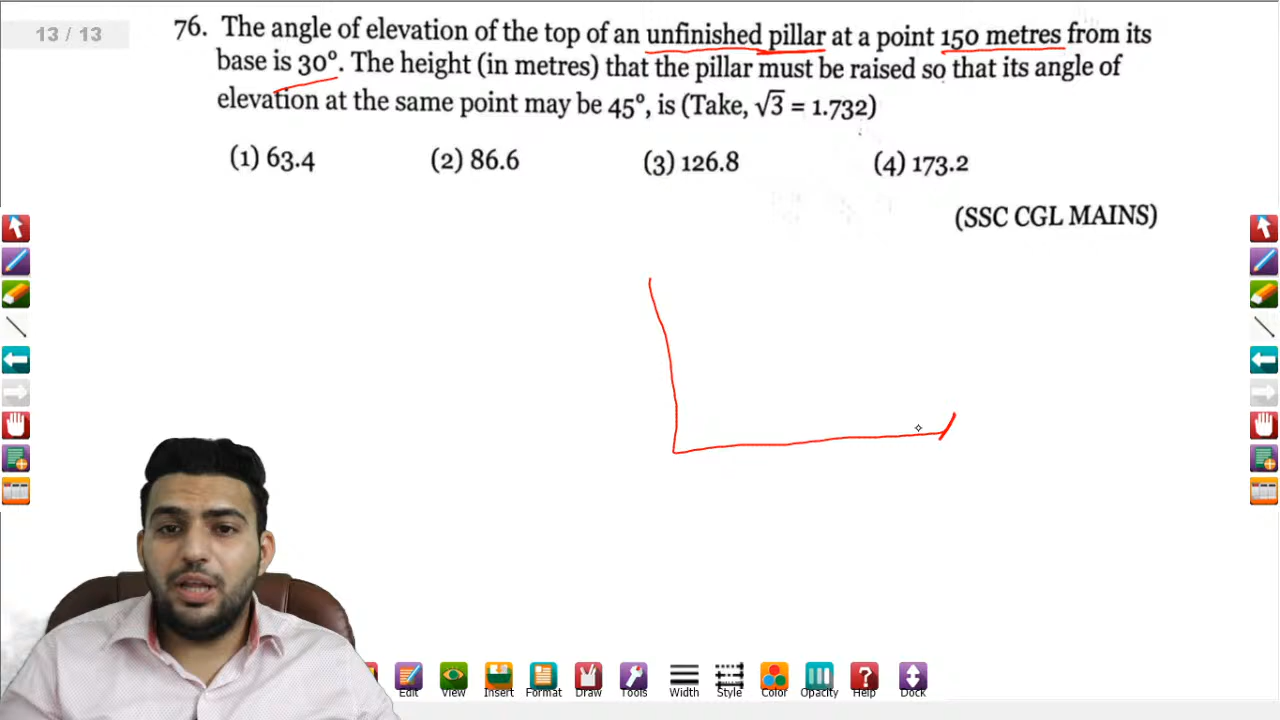 13 / 13
76. The angle of elevation of the top of an unfinished pillar at a point 150 metres from its
base is 30°. The height (in metres) that the pillar must be raised so that its angle of
elevation at the same point may be 45°, is (Take, √3 = 1.732)
(1) 63.4 (2) 86.6 (3) 126.8 (4) 173.2
(SSC CGL MAINS)
Edit View Insert Format Draw Tools Width Style Color Opacity Help Dock